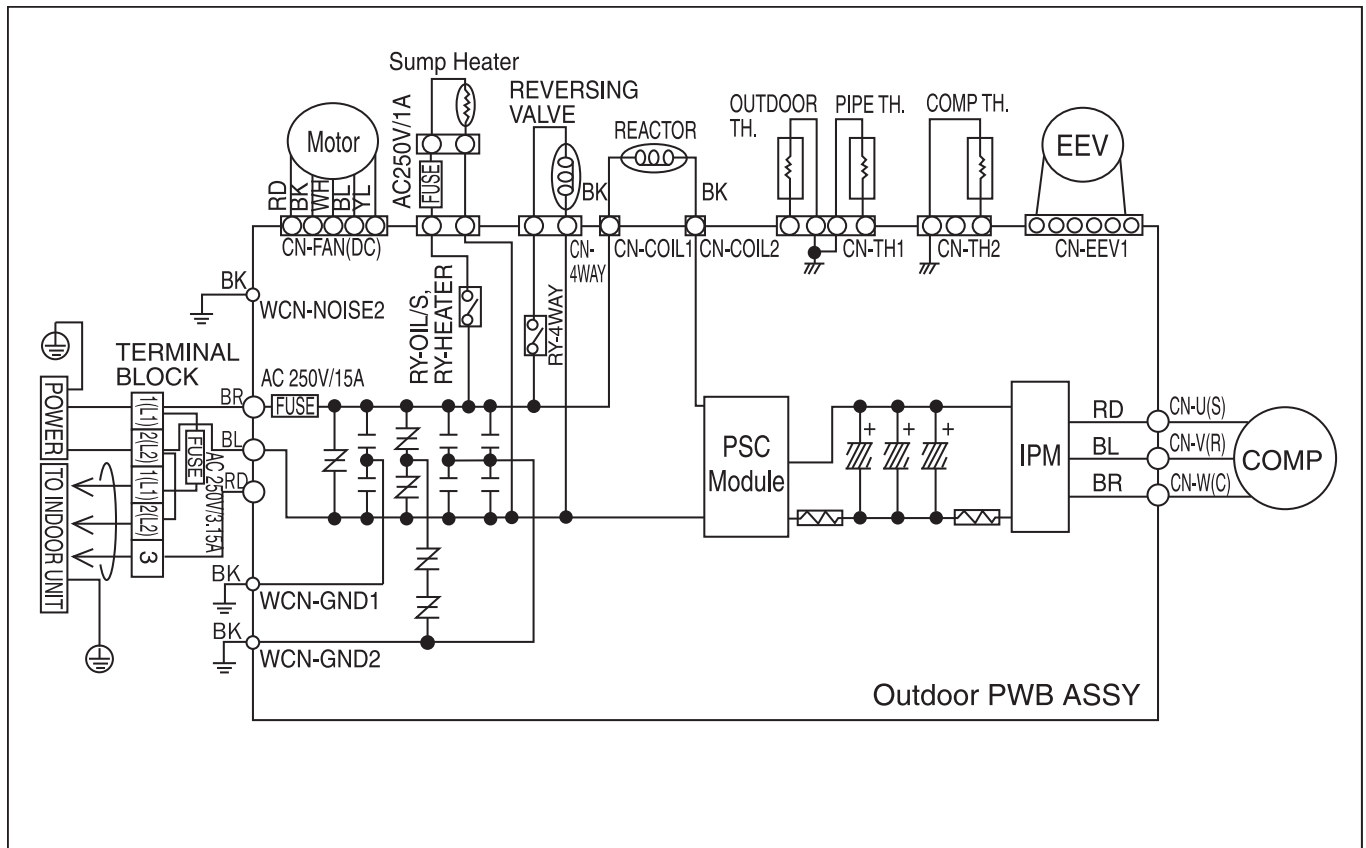 Sump Heater
AC250V/1A
FUSE
REVERSING
VALVE
REACTOR
BK
BK
OUTDOOR
TH.
PIPE TH.
COMP TH.
EEV
Motor
RD
BK
WH
BL
YL
CN-FAN(DC)
CN-
4WAY
CN-COIL1
CN-COIL2
CN-TH1
CN-TH2
CN-EEV1
BK
WCN-NOISE2
RY-OIL/S,
RY-HEATER
RY-4WAY
TERMINAL
BLOCK
POWER
TO INDOOR UNIT
1(L1)
2(L2)
1(L1)
2(L2)
3
FUSE
AC 250V/3.15A
BR
BL
RD
AC 250V/15A
FUSE
BK
WCN-GND1
BK
WCN-GND2
PSC
Module
+
+
+
IPM
RD
BL
BR
CN-U(S)
CN-V(R)
CN-W(C)
COMP
Outdoor PWB ASSY